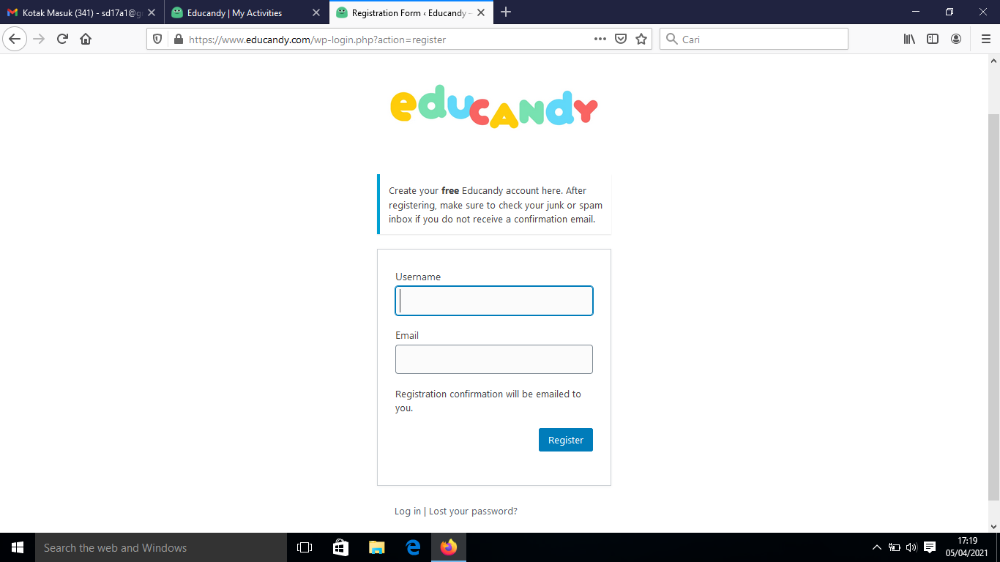 Kotak Masuk (341) - sd17a1@g
Educandy | My Activities
Registration Form ‹ Educandy —
https://www.educandy.com/wp-login.php?action=register
Cari
educandy
Create your free Educandy account here. After
registering, make sure to check your junk or spam
inbox if you do not receive a confirmation email.
Username
Email
Registration confirmation will be emailed to
you.
Register
Log in | Lost your password?
Search the web and Windows
17:19
05/04/2021